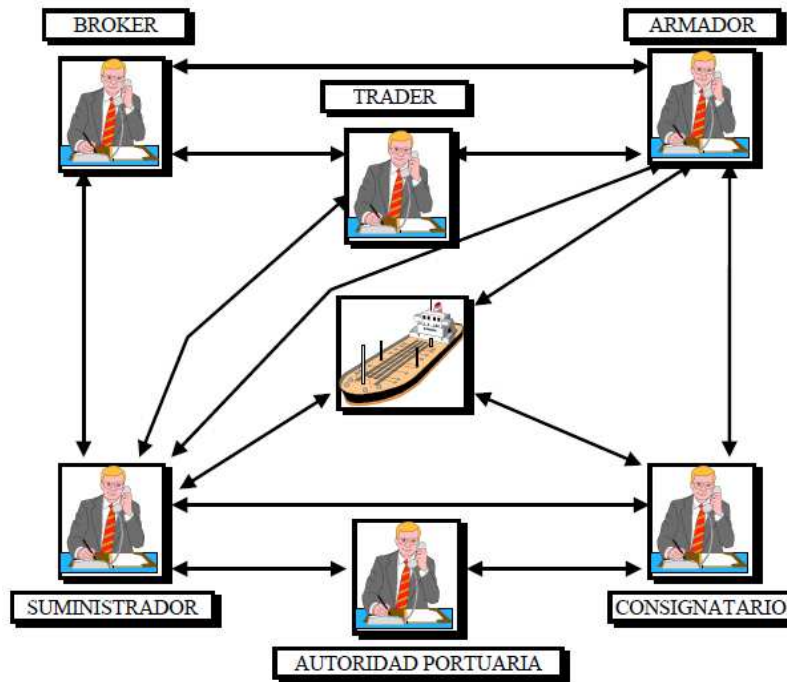 BROKER
ARMADOR
TRADER
SUMINISTRADOR
CONSIGNATARIO
AUTORIDAD PORTUARIA